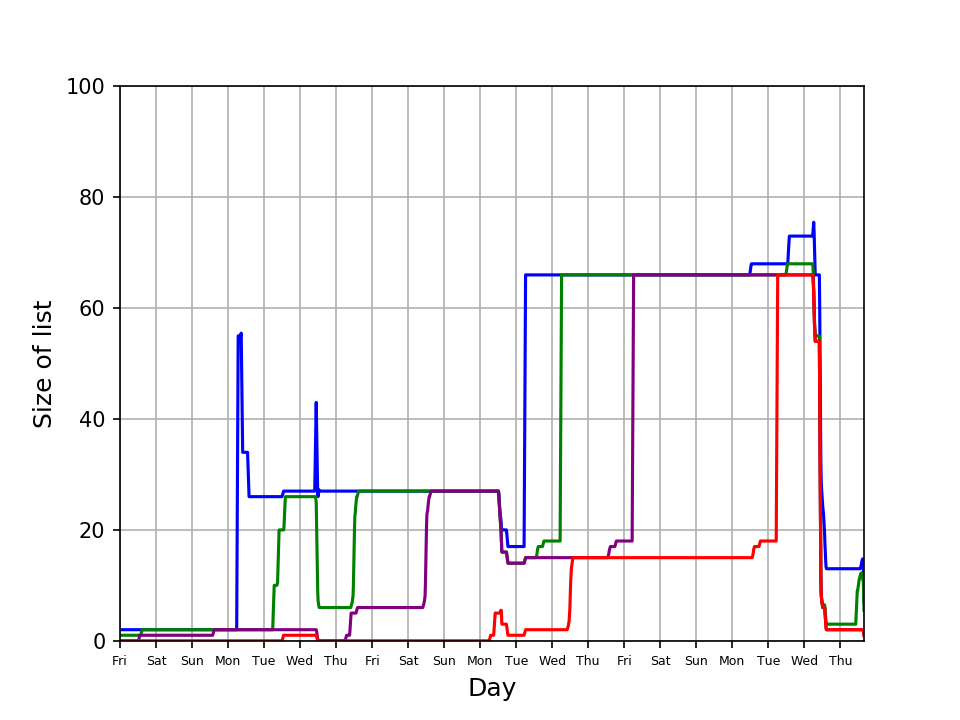 100
80
60
40
20
0
Size of list
Fri Sat Sun Mon Tue Wed Thu Fri Sat Sun Mon Tue Wed Thu Fri Sat Sun Mon Tue Wed Thu
Day